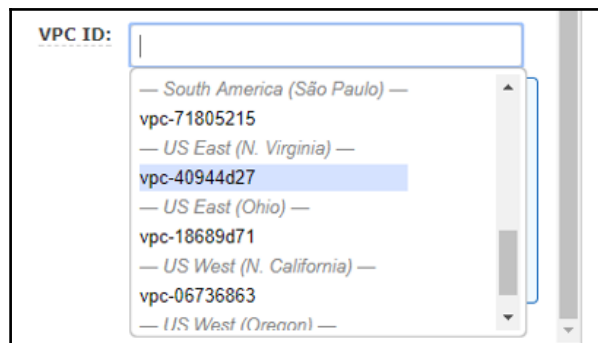 VPC ID:
— South America (São Paulo) —
vpc-71805215
— US East (N. Virginia) —
vpc-40944d27
— US East (Ohio) —
vpc-18689d71
— US West (N. California) —
vpc-06736863
— US West (Oregon) —